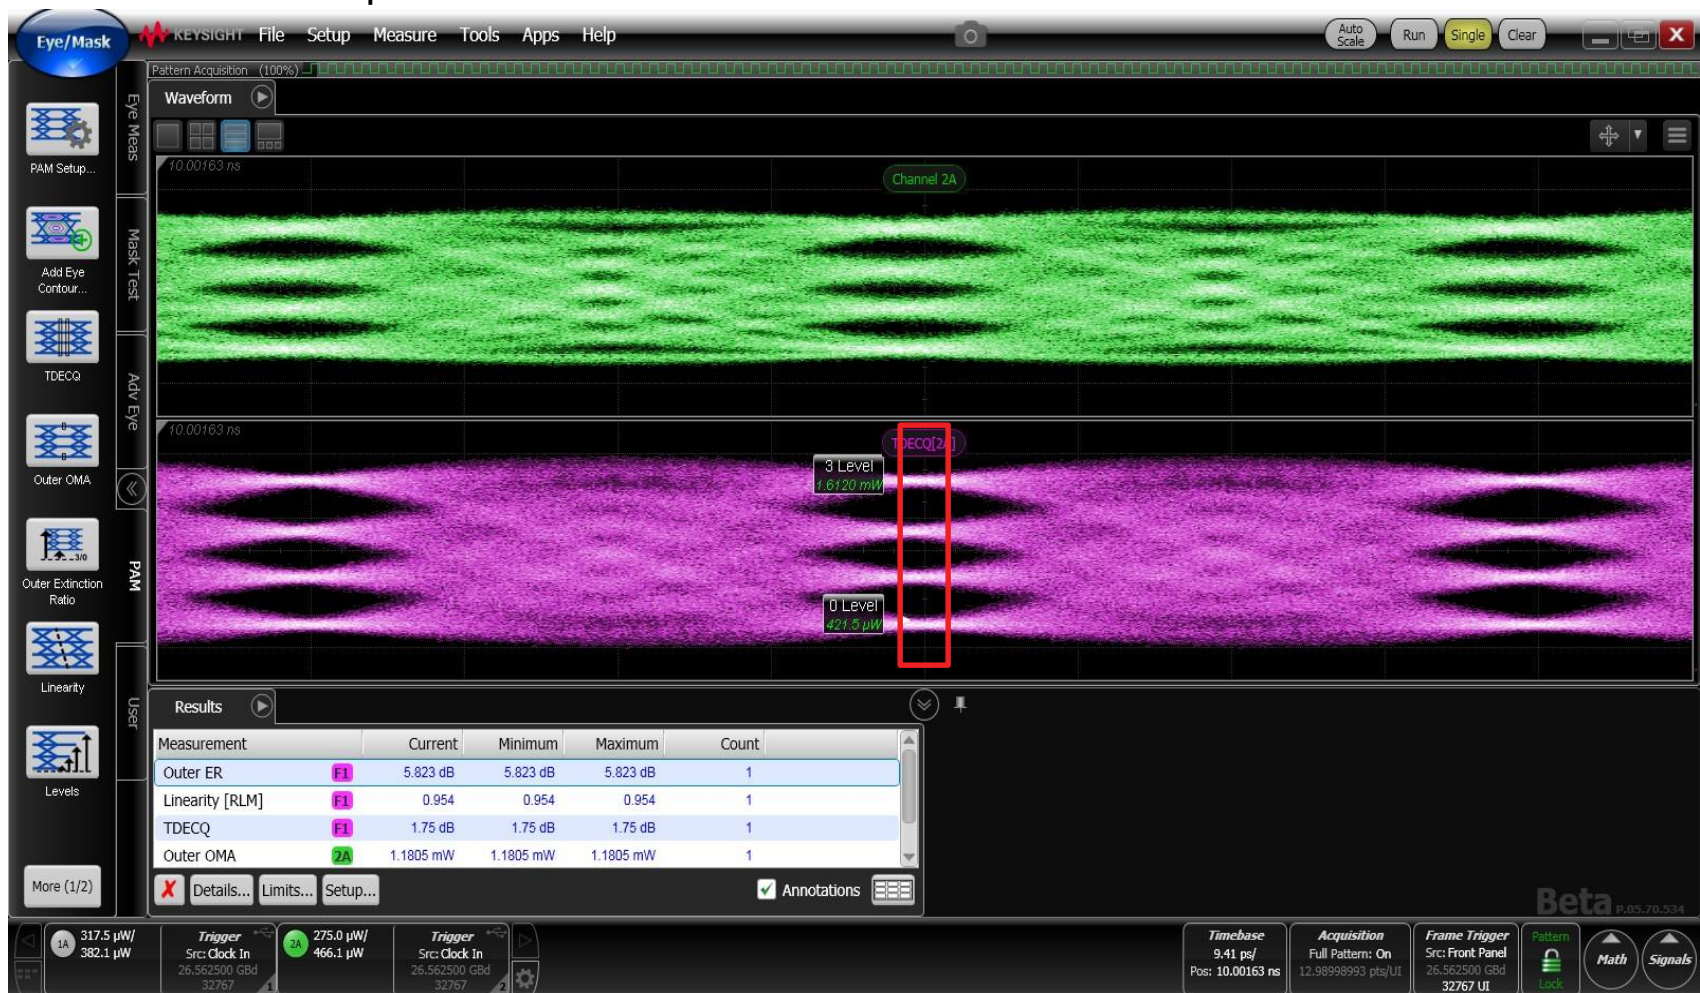 Eye/Mask
KEYSIGHT File Setup Measure Tools Apps Help
Auto Scale Run Single Clear
Pattern Acquisition (100%)
Waveform
Eye Meas
Mask Test
Adv Eye
PAM
User
PAM Setup...
Add Eye
Contour...
TDECQ
Outer OMA
3/0
Outer Extinction
Ratio
Linearity
Levels
More (1/2)
10.00163 ns
Channel 2A
10.00163 ns
TDECQ[2A]
3 Level
1.6120 mW
0 Level
421.5 µW
Results
Measurement Current Minimum Maximum Count
Outer ER F1 5.823 dB 5.823 dB 5.823 dB 1
Linearity [RLM] F1 0.954 0.954 0.954 1
TDECQ F1 1.75 dB 1.75 dB 1.75 dB 1
Outer OMA 2A 1.1805 mW 1.1805 mW 1.1805 mW 1
Details... Limits... Setup... Annotations
Beta P.05.70.534
1A 317.5 µW/
382.1 µW
Trigger
Src: Clock In
26.562500 GBd
32767
1
2A 275.0 µW/
466.1 µW
Trigger
Src: Clock In
26.562500 GBd
32767
2
Timebase
9.41 ps/
Pos: 10.00163 ns
Acquisition
Full Pattern: On
12.98998993 pts/UI
Frame Trigger
Src: Front Panel
26.562500 GBd
32767 UI
Pattern
Lock
Math
Signals